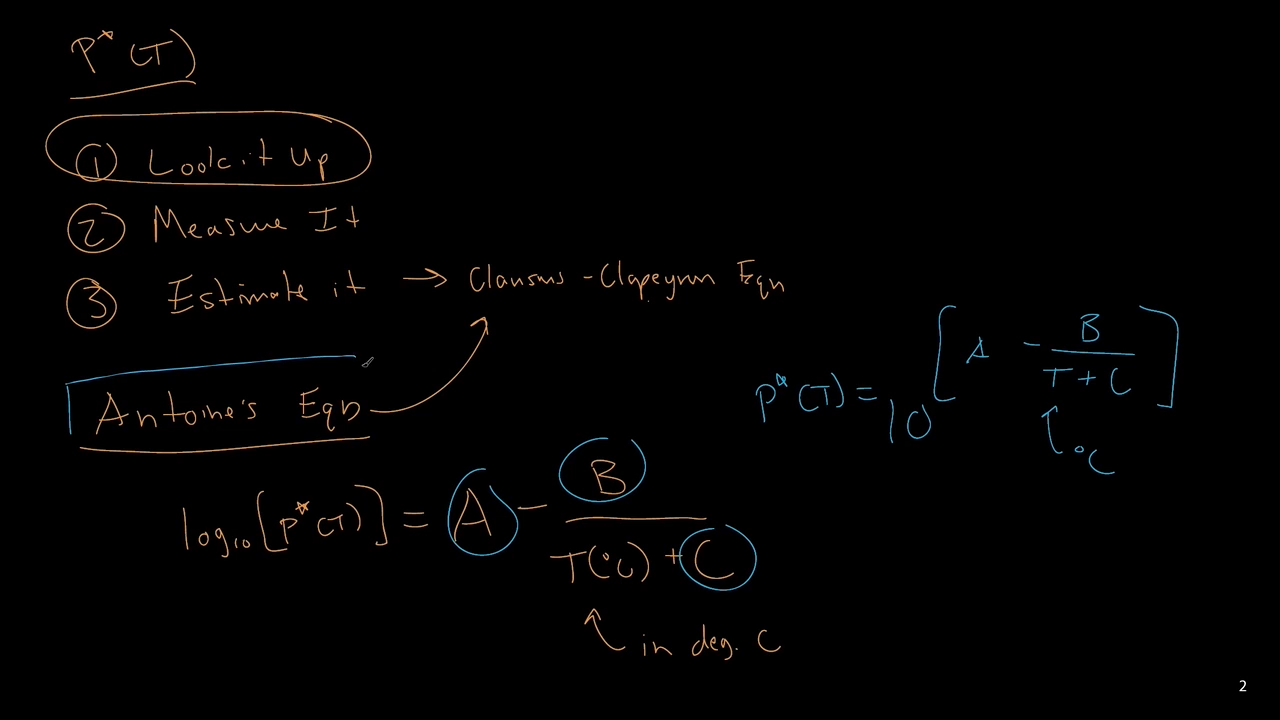 P*(T)
① Look it Up
② Measure It
③ Estimate it → Clausius-Clapeyron Eqn
Antoine's Eqn
P*(T) = 10^[A - B/(T + C)]
°C
log₁₀[P*(T)] = A - B/(T(°C) + C)
in deg. C
2